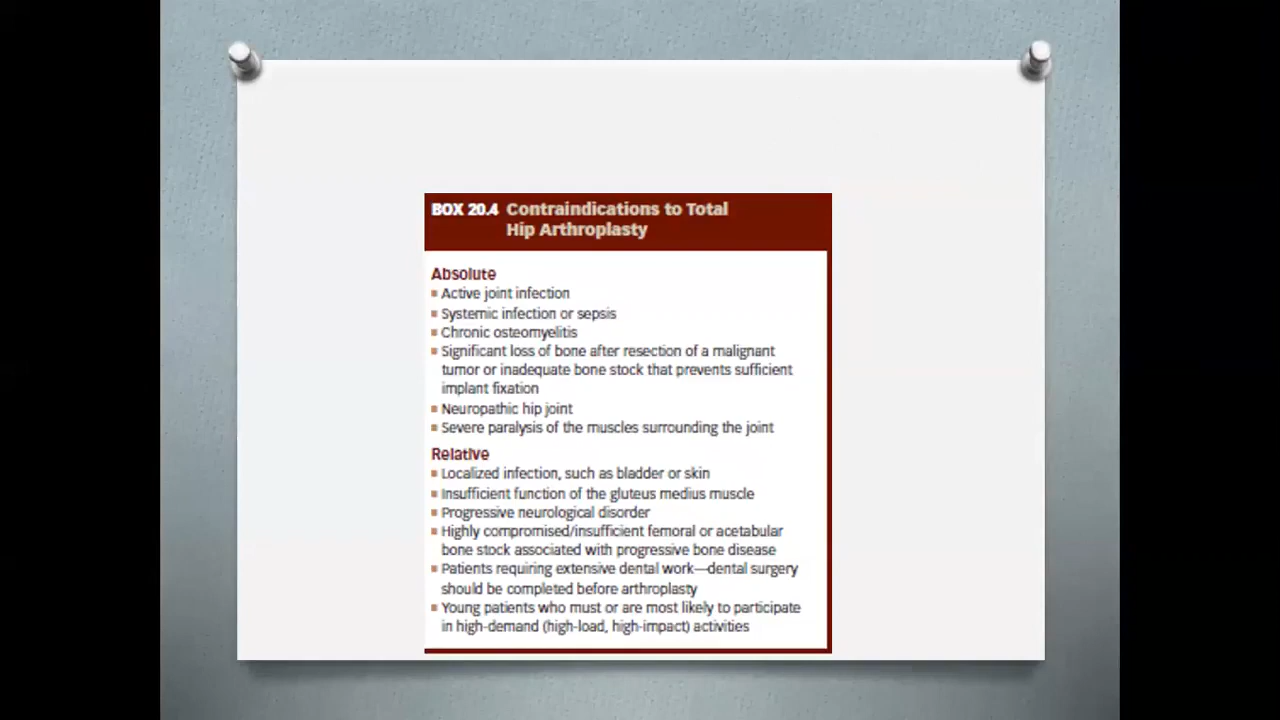 BOX 20.4 Contraindications to Total
Hip Arthroplasty
Absolute
▪ Active joint infection
▪ Systemic infection or sepsis
▪ Chronic osteomyelitis
▪ Significant loss of bone after resection of a malignant
tumor or inadequate bone stock that prevents sufficient
implant fixation
▪ Neuropathic hip joint
▪ Severe paralysis of the muscles surrounding the joint
Relative
▪ Localized infection, such as bladder or skin
▪ Insufficient function of the gluteus medius muscle
▪ Progressive neurological disorder
▪ Highly compromised/insufficient femoral or acetabular
bone stock associated with progressive bone disease
▪ Patients requiring extensive dental work—dental surgery
should be completed before arthroplasty
▪ Young patients who must or are most likely to participate
in high-demand (high-load, high-impact) activities